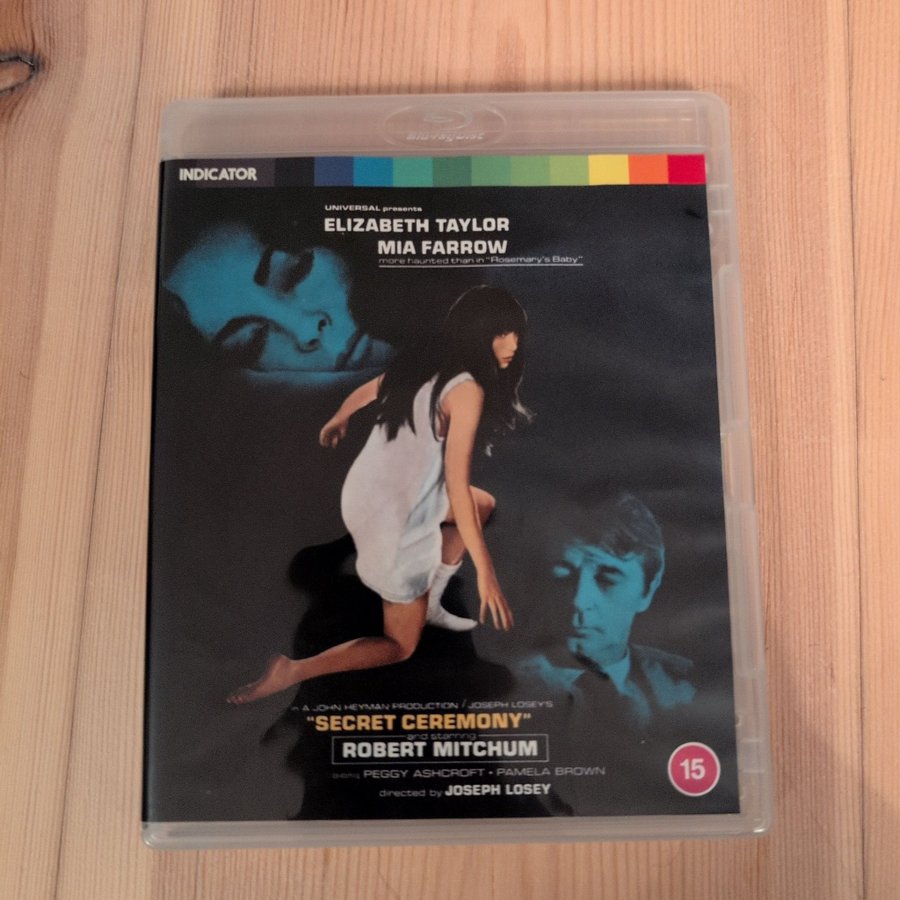 Blu-ray Disc
INDICATOR
UNIVERSAL presents
ELIZABETH TAYLOR
MIA FARROW
more haunted than in "Rosemary's Baby"
in A JOHN HEYMAN PRODUCTION / JOSEPH LOSEY'S
"SECRET CEREMONY"
and starring
ROBERT MITCHUM
PEGGY ASHCROFT • PAMELA BROWN
15
directed by JOSEPH LOSEY